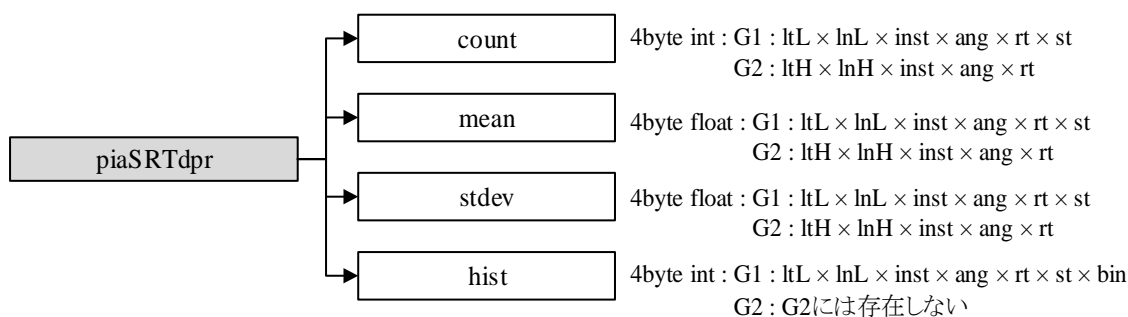 piaSRTdpr
count
4byte int : G1 : ltL × lnL × inst × ang × rt × st
G2 : ltH × lnH × inst × ang × rt
mean
4byte float : G1 : ltL × lnL × inst × ang × rt × st
G2 : ltH × lnH × inst × ang × rt
stdev
4byte float : G1 : ltL × lnL × inst × ang × rt × st
G2 : ltH × lnH × inst × ang × rt
hist
4byte int : G1 : ltL × lnL × inst × ang × rt × st × bin
G2 : G2には存在しない